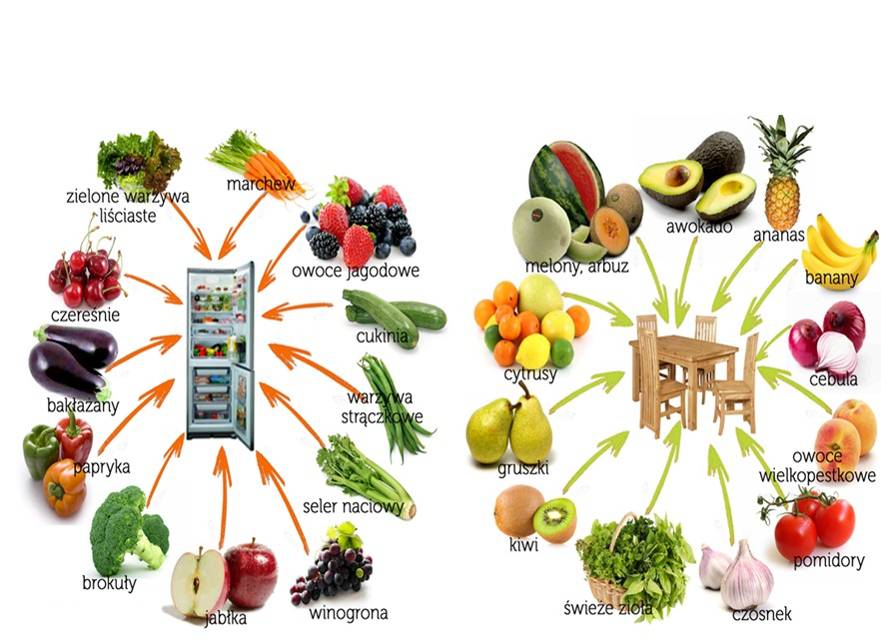 zielone warzywa
liściaste
marchew
owoce jagodowe
czereśnie
cukinia
bakłażany
warzywa
strączkowe
papryka
seler naciowy
brokuły
jabłka
winogrona
melony, arbuz
awokado
ananas
banany
cytrusy
cebula
gruszki
owoce
wielkopestkowe
kiwi
pomidory
świeże zioła
czosnek